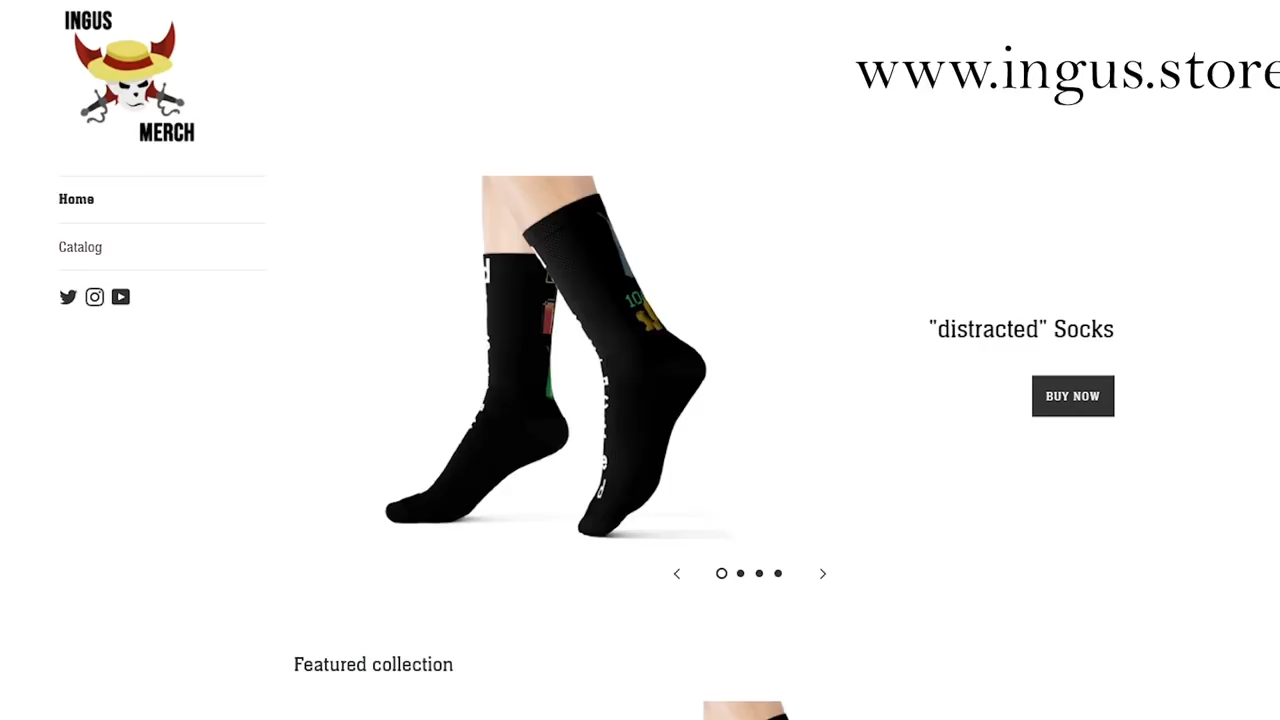 INGUS
MERCH
www.ingus.store
Home
Catalog
"distracted" Socks
BUY NOW
Featured collection